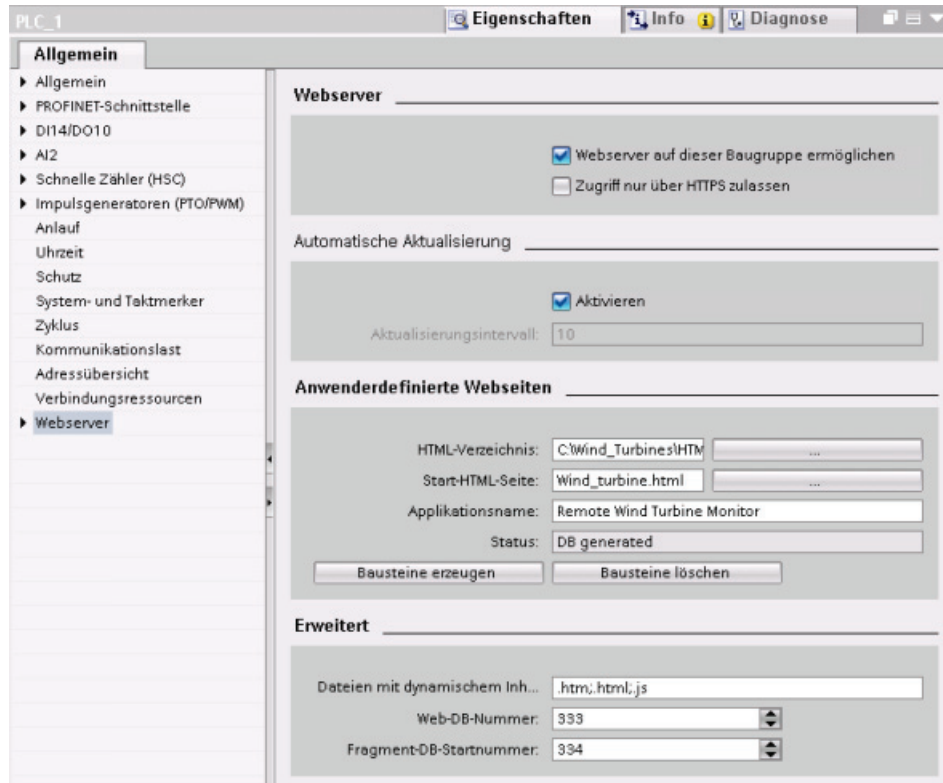 PLC_1
Eigenschaften
Info
Diagnose
Allgemein
Allgemein
PROFINET-Schnittstelle
DI14/DO10
AI2
Schnelle Zähler (HSC)
Impulsgeneratoren (PTO/PWM)
Anlauf
Uhrzeit
Schutz
System- und Taktmerker
Zyklus
Kommunikationslast
Adressübersicht
Verbindungsressourcen
Webserver
Webserver
Webserver auf dieser Baugruppe ermöglichen
Zugriff nur über HTTPS zulassen
Automatische Aktualisierung
Aktivieren
Aktualisierungsintervall: 10
Anwenderdefinierte Webseiten
HTML-Verzeichnis: C:\Wind_Turbines\HTM ...
Start-HTML-Seite: Wind_turbine.html ...
Applikationsname: Remote Wind Turbine Monitor
Status: DB generated
Bausteine erzeugen Bausteine löschen
Erweitert
Dateien mit dynamischem Inh... .htm;.html;.js
Web-DB-Nummer: 333
Fragment-DB-Startnummer: 334